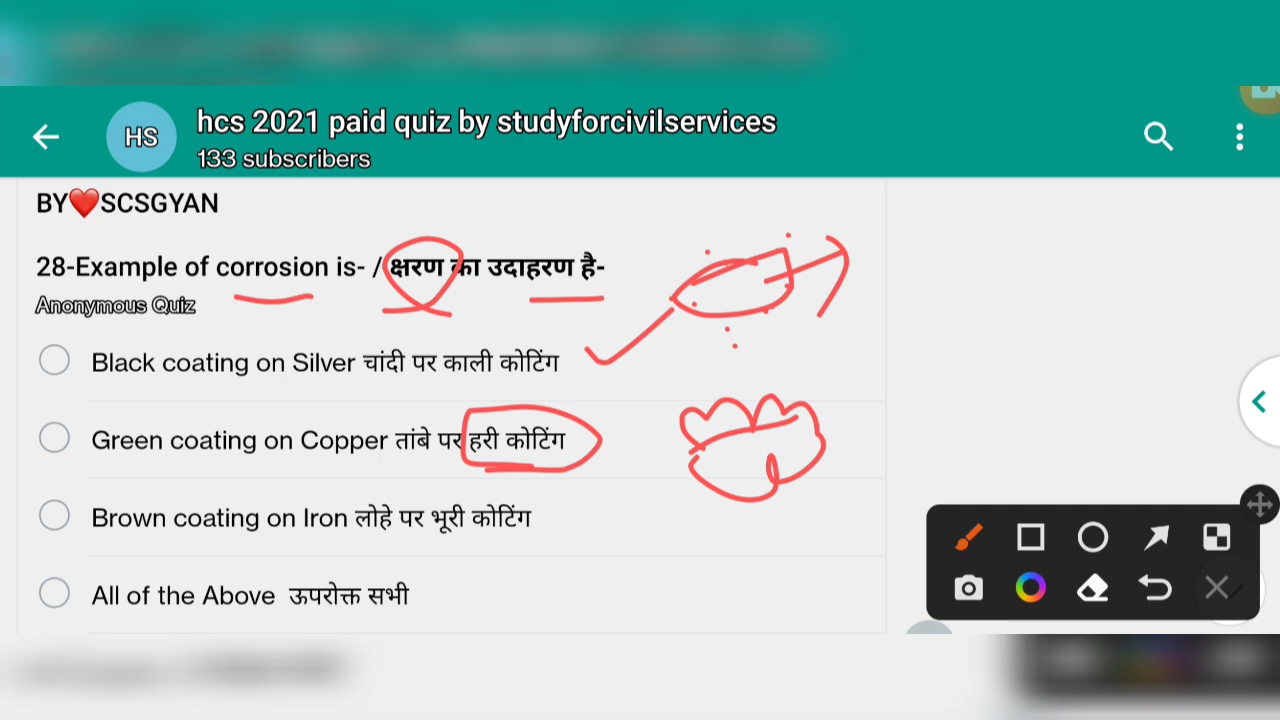 HS
hcs 2021 paid quiz by studyforcivilservices
133 subscribers
BY❤️SCSGYAN
28-Example of corrosion is- / क्षरण का उदाहरण है-
Anonymous Quiz
Black coating on Silver चांदी पर काली कोटिंग
Green coating on Copper तांबे पर हरी कोटिंग
Brown coating on Iron लोहे पर भूरी कोटिंग
All of the Above ऊपरोक्त सभी